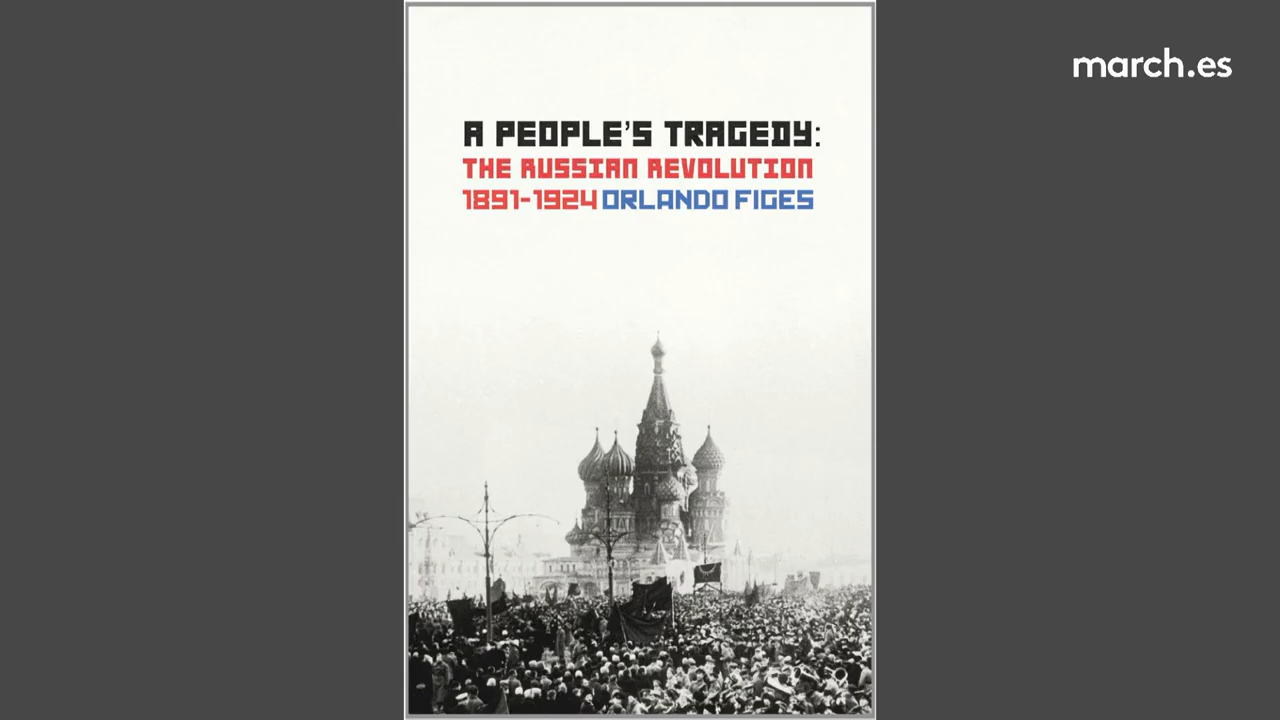 march.es
A PEOPLE'S TRAGEDY:
THE RUSSIAN REVOLUTION
1891-1924 ORLANDO FIGES